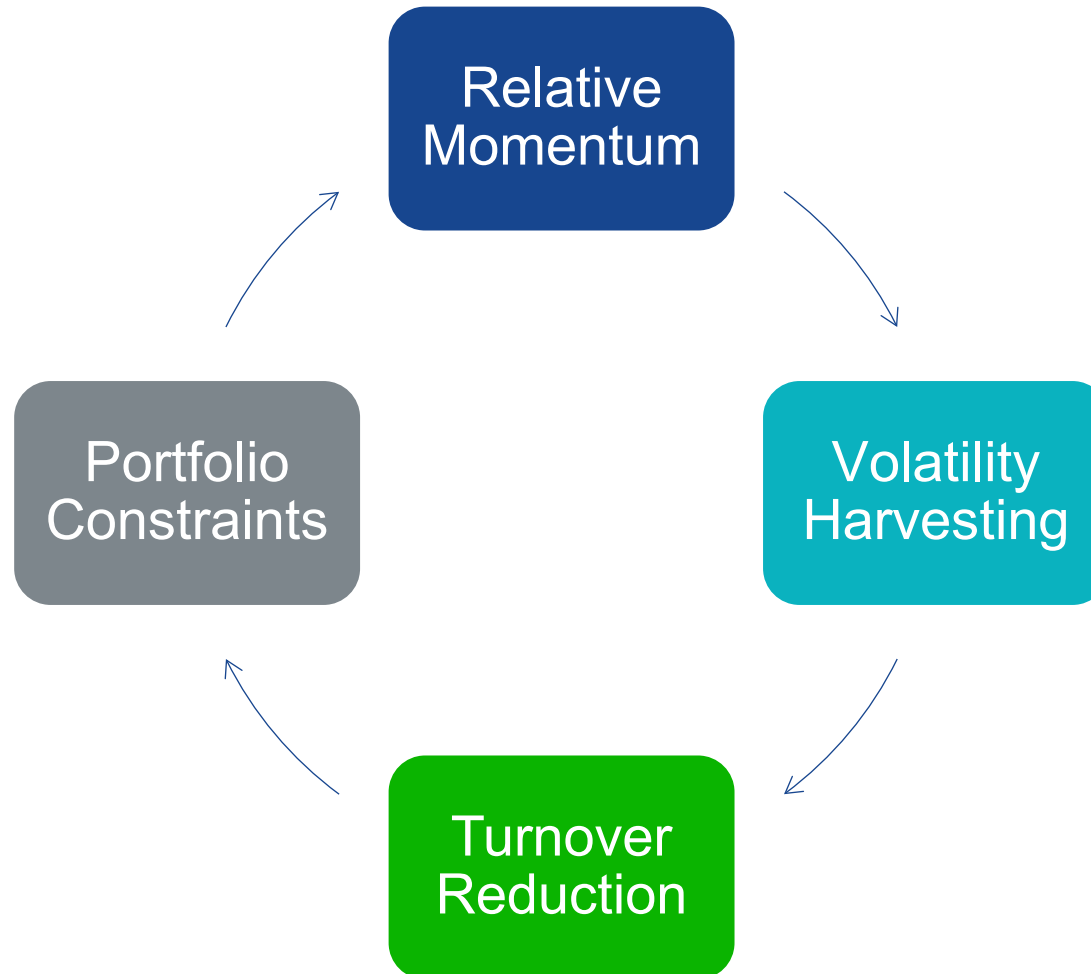 Relative
Momentum
Portfolio
Constraints
Volatility
Harvesting
Turnover
Reduction